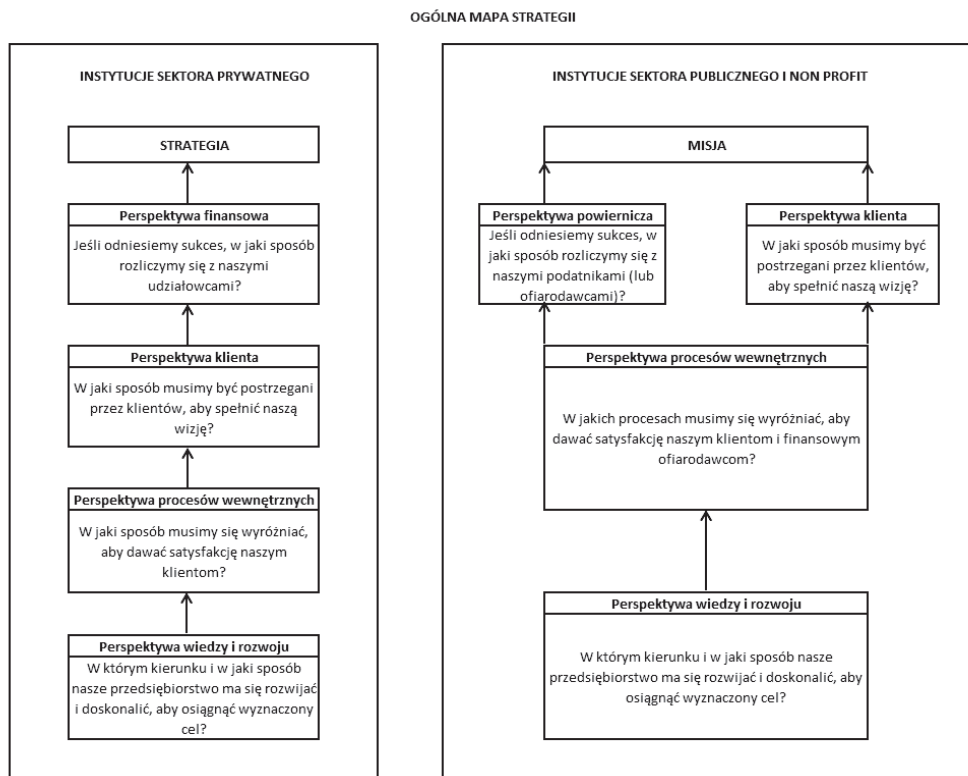 OGÓLNA MAPA STRATEGII
INSTYTUCJE SEKTORA PRYWATNEGO
STRATEGIA
Perspektywa finansowa
Jeśli odniesiemy sukces, w jaki sposób
rozliczymy się z naszymi
udziałowcami?
Perspektywa klienta
W jaki sposób musimy być postrzegani
przez klientów, aby spełnić naszą
wizję?
Perspektywa procesów wewnętrznych
W jaki sposób musimy się wyróżniać,
aby dawać satysfakcję naszym
klientom?
Perspektywa wiedzy i rozwoju
W którym kierunku i w jaki sposób
nasze przedsiębiorstwo ma się rozwijać
i doskonalić, aby osiągnąć wyznaczony
cel?
INSTYTUCJE SEKTORA PUBLICZNEGO I NON PROFIT
MISJA
Perspektywa powiernicza
Jeśli odniesiemy sukces, w
jaki sposób rozliczymy się z
naszymi podatnikami (lub
ofiarodawcami)?
Perspektywa klienta
W jaki sposób musimy być
postrzegani przez klientów,
aby spełnić naszą wizję?
Perspektywa procesów wewnętrznych
W jakich procesach musimy się wyróżniać, aby
dawać satysfakcję naszym klientom i finansowym
ofiarodawcom?
Perspektywa wiedzy i rozwoju
W którym kierunku i w jaki sposób nasze
przedsiębiorstwo ma się rozwijać i doskonalić, aby
osiągnąć wyznaczony cel?